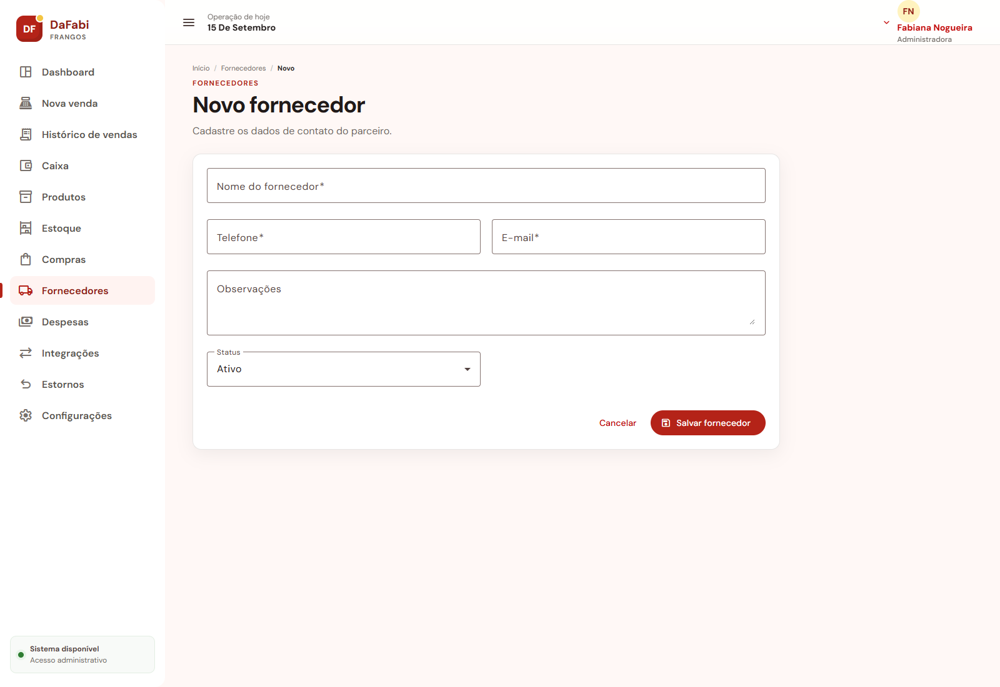 DF
DaFabi
FRANGOS
Dashboard
Nova venda
Histórico de vendas
Caixa
Produtos
Estoque
Compras
Fornecedores
Despesas
Integrações
Estornos
Configurações
Sistema disponível
Acesso administrativo
Operação de hoje
15 De Setembro
FN
Fabiana Nogueira
Administradora
Início / Fornecedores / Novo
FORNECEDORES
Novo fornecedor
Cadastre os dados de contato do parceiro.
Nome do fornecedor*
Telefone*
E-mail*
Observações
Status
Ativo
Cancelar
Salvar fornecedor